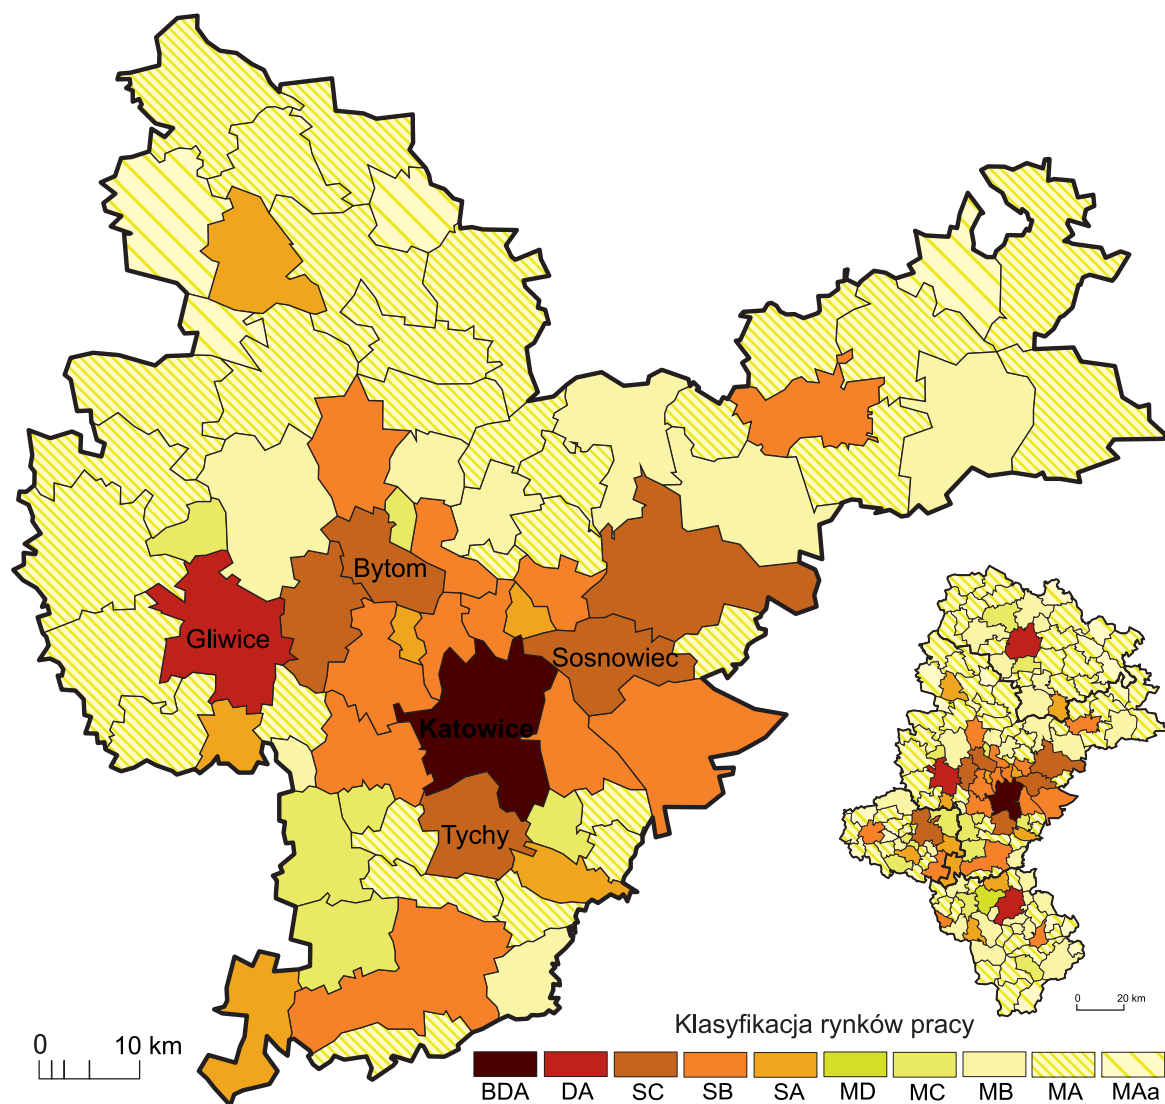 Bytom
Gliwice
Sosnowiec
Katowice
Tychy
0 20 km
Klasyfikacja rynków pracy
0 10 km
BDA DA SC SB SA MD MC MB MA MAa